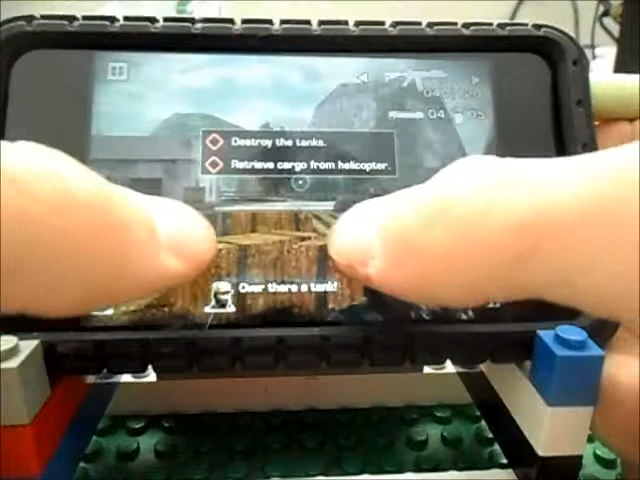 Destroy the tanks.
Retrieve cargo from helicopter.
Over there a tank!